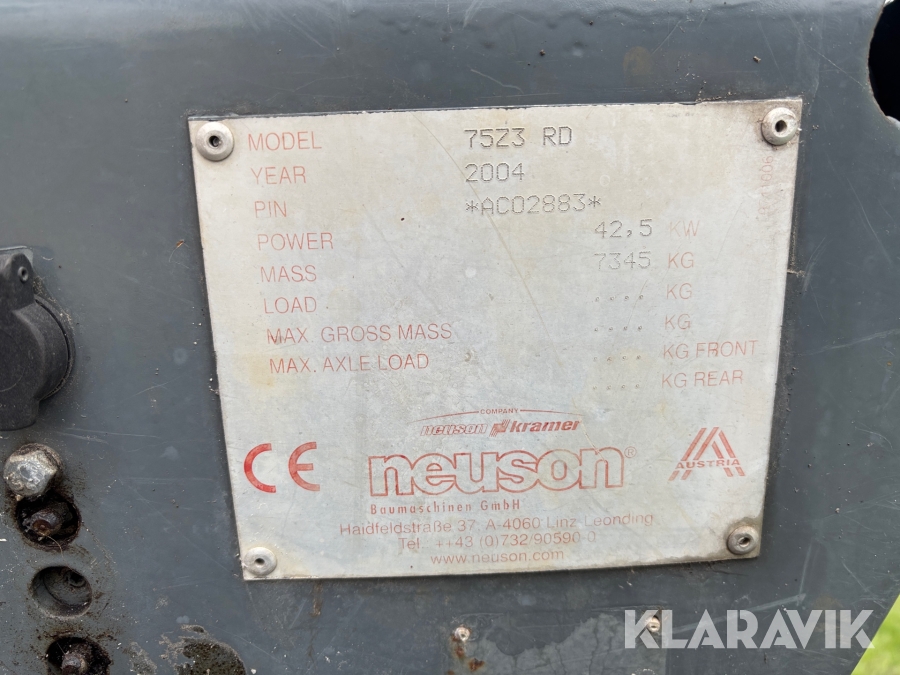 MODEL 75Z3 RD
YEAR 2004
PIN *AC02883*
POWER 42,5 KW
MASS 7345 KG
LOAD .... KG
MAX. GROSS MASS .... KG
MAX. AXLE LOAD .... KG FRONT
.... KG REAR
COMPANY
neuson kramer
CE neuson® AUSTRIA
Baumaschinen GmbH
Haidfeldstraße 37, A-4060 Linz-Leonding
Tel. ++43 (0)732/90590-0
www.neuson.com
KLARAVIK